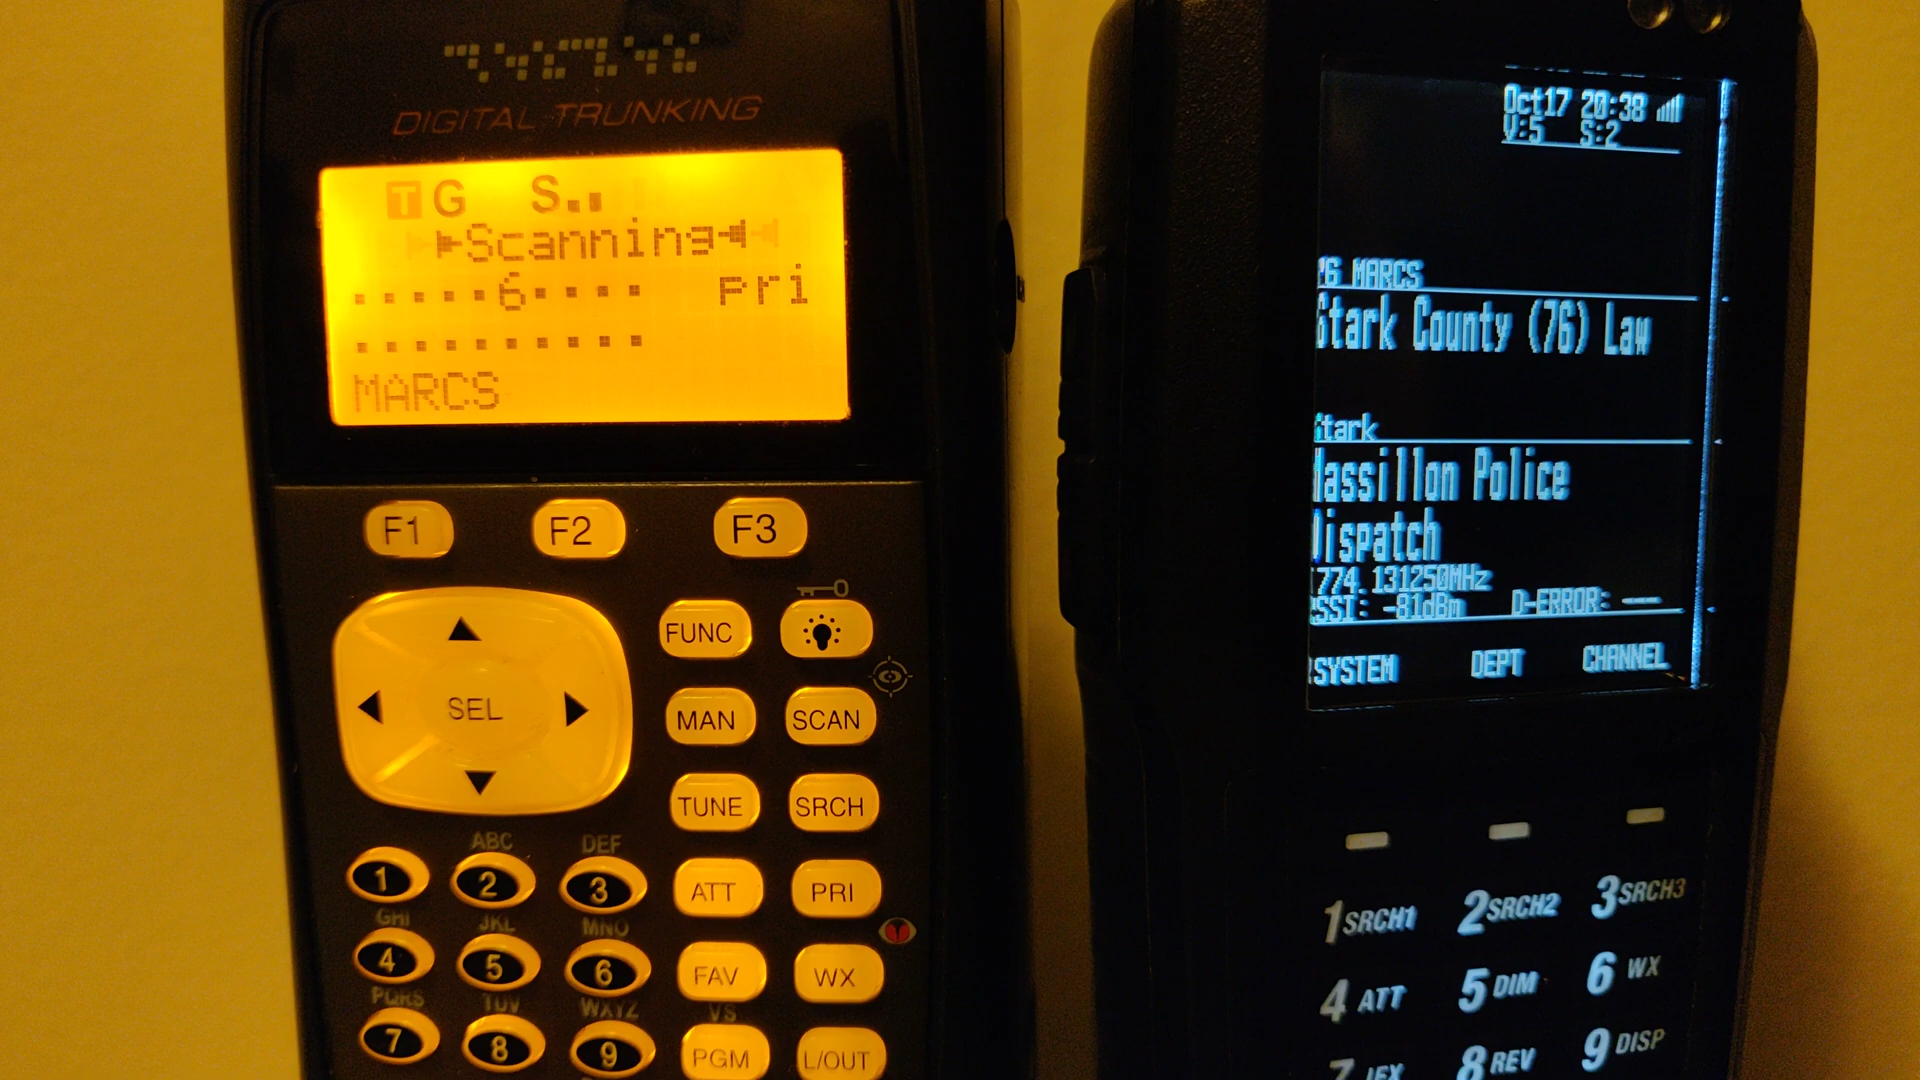 DIGITAL TRUNKING
T G S
Scanning
6 Pri
MARCS
F1 F2 F3
FUNC
SEL
MAN SCAN
TUNE SRCH
ABC DEF
1 2 3 ATT PRI
GHI JKL MNO
4 5 6 FAV WX
PQRS TUV WXYZ VS
7 8 9 PGM L/OUT
Oct17 20:38
V:5 S:2
6 MARCS
Stark County (76) Law
Stark
Massillon Police
Dispatch
774.131250MHz
RSSI: -81dBm D-ERROR: ---
SYSTEM DEPT CHANNEL
1 SRCH1 2 SRCH2 3 SRCH3
4 ATT 5 DIM 6 WX
7 8 REV 9 DISP